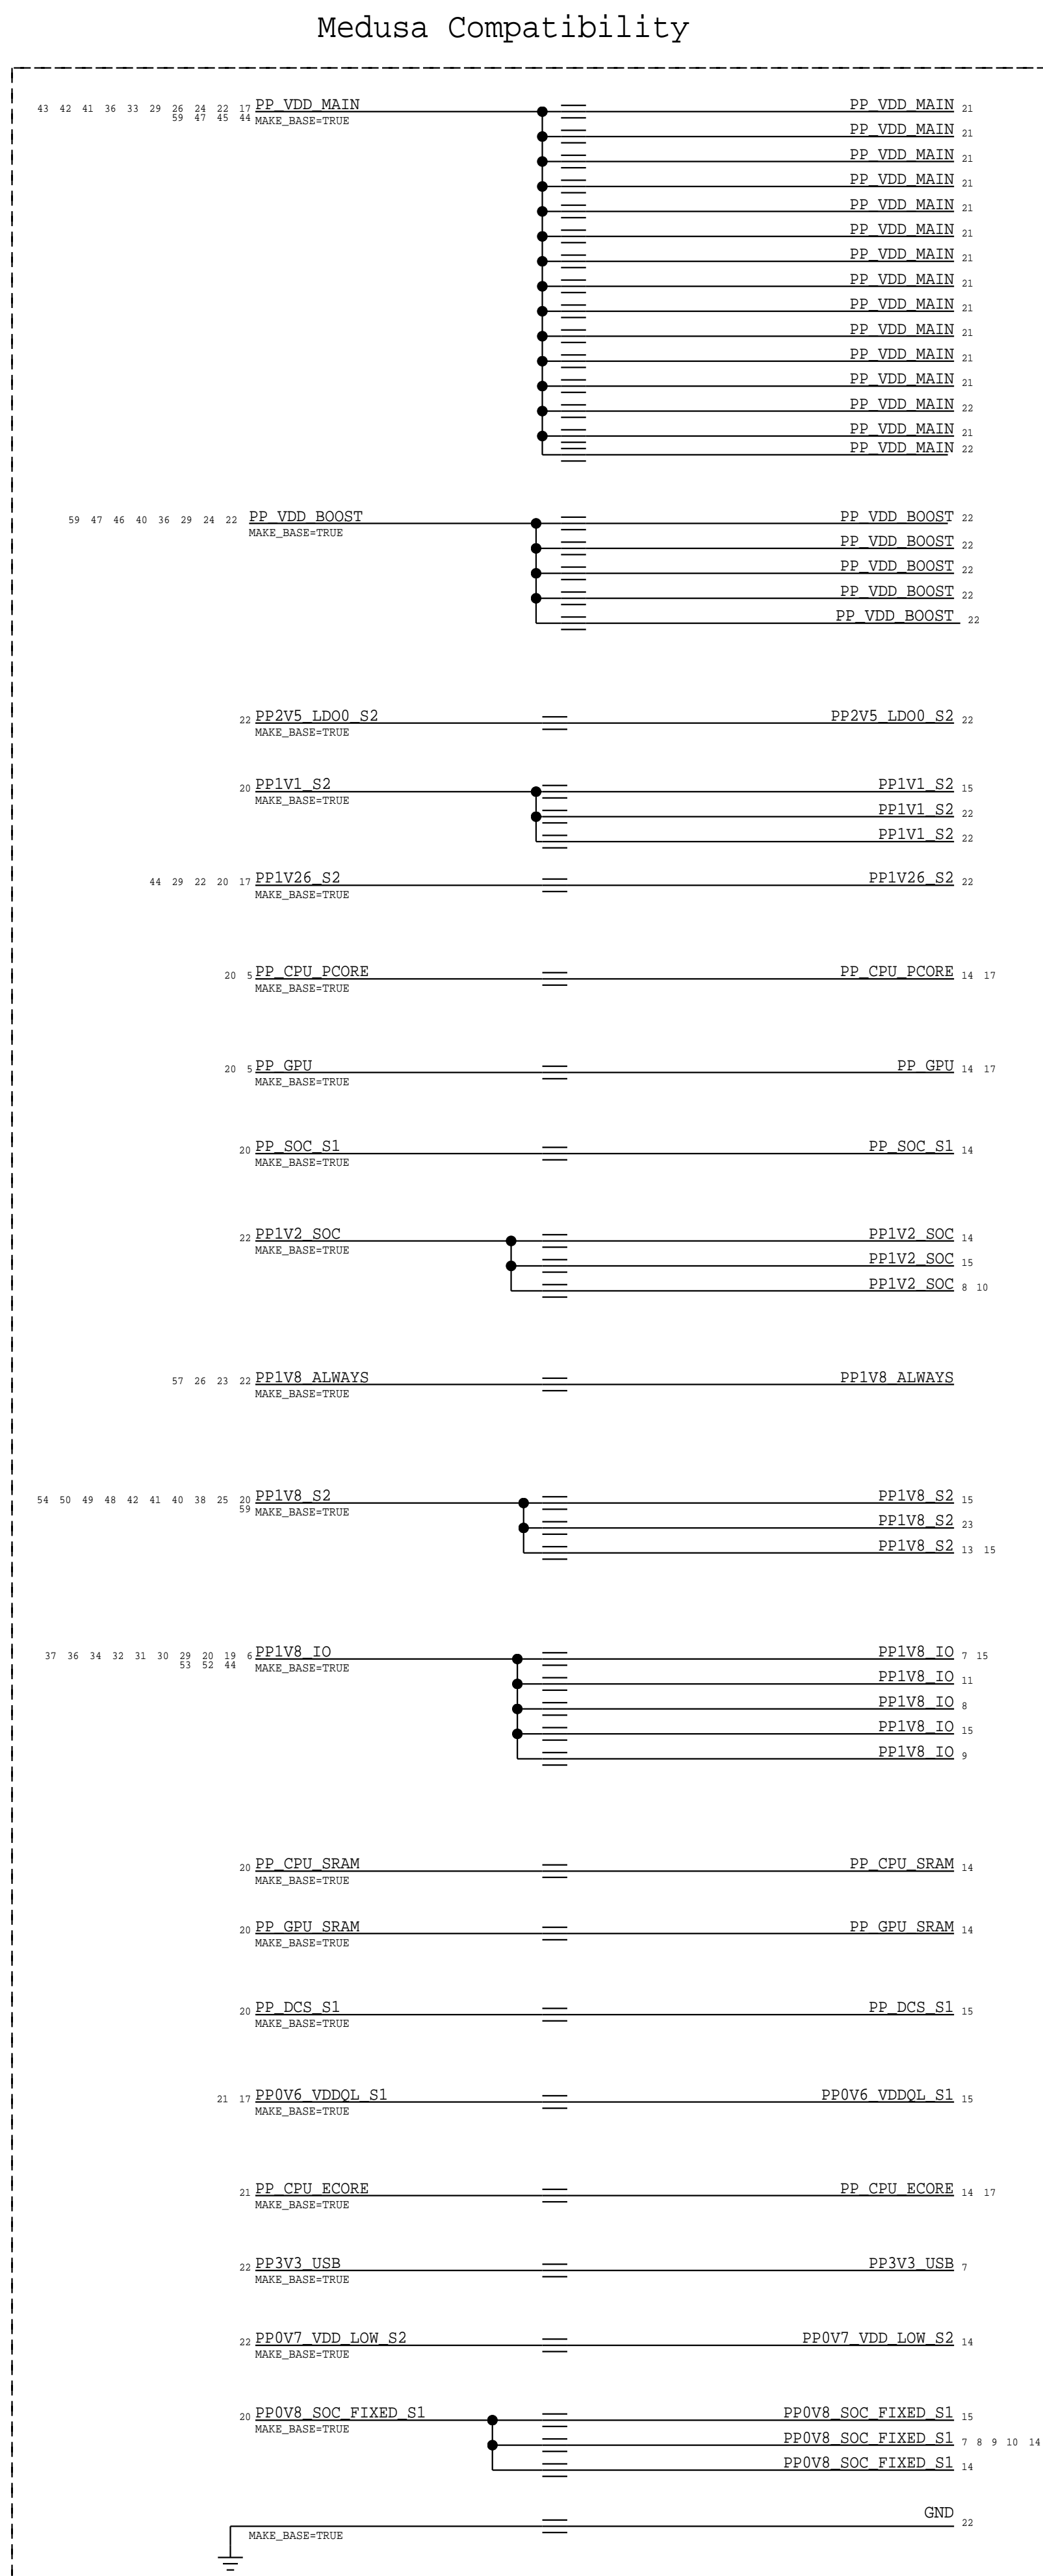 Medusa Compatibility
43 42 41 36 33 29 26 24 22 17 PP_VDD_MAIN PP_VDD_MAIN 21
59 47 45 44 MAKE_BASE=TRUE
PP_VDD_MAIN 21
PP_VDD_MAIN 21
PP_VDD_MAIN 21
PP_VDD_MAIN 21
PP_VDD_MAIN 21
PP_VDD_MAIN 21
PP_VDD_MAIN 21
PP_VDD_MAIN 21
PP_VDD_MAIN 21
PP_VDD_MAIN 21
PP_VDD_MAIN 21
PP_VDD_MAIN 22
PP_VDD_MAIN 21
PP_VDD_MAIN 22
59 47 46 40 36 29 24 22 PP_VDD_BOOST PP_VDD_BOOST 22
MAKE_BASE=TRUE
PP_VDD_BOOST 22
PP_VDD_BOOST 22
PP_VDD_BOOST 22
PP_VDD_BOOST 22
22 PP2V5_LDO0_S2 PP2V5_LDO0_S2 22
MAKE_BASE=TRUE
20 PP1V1_S2 PP1V1_S2 15
MAKE_BASE=TRUE
PP1V1_S2 22
PP1V1_S2 22
44 29 22 20 17 PP1V26_S2 PP1V26_S2 22
MAKE_BASE=TRUE
20 5 PP_CPU_PCORE PP_CPU_PCORE 14 17
MAKE_BASE=TRUE
20 5 PP_GPU PP_GPU 14 17
MAKE_BASE=TRUE
20 PP_SOC_S1 PP_SOC_S1 14
MAKE_BASE=TRUE
22 PP1V2_SOC PP1V2_SOC 14
MAKE_BASE=TRUE
PP1V2_SOC 15
PP1V2_SOC 8 10
57 26 23 22 PP1V8_ALWAYS PP1V8_ALWAYS
MAKE_BASE=TRUE
54 50 49 48 42 41 40 38 25 20 PP1V8_S2 PP1V8_S2 15
59 MAKE_BASE=TRUE
PP1V8_S2 23
PP1V8_S2 13 15
37 36 34 32 31 30 29 20 19 6 PP1V8_IO PP1V8_IO 7 15
53 52 44 MAKE_BASE=TRUE
PP1V8_IO 11
PP1V8_IO 8
PP1V8_IO 15
PP1V8_IO 9
20 PP_CPU_SRAM PP_CPU_SRAM 14
MAKE_BASE=TRUE
20 PP_GPU_SRAM PP_GPU_SRAM 14
MAKE_BASE=TRUE
20 PP_DCS_S1 PP_DCS_S1 15
MAKE_BASE=TRUE
21 17 PP0V6_VDDQL_S1 PP0V6_VDDQL_S1 15
MAKE_BASE=TRUE
21 PP_CPU_ECORE PP_CPU_ECORE 14 17
MAKE_BASE=TRUE
22 PP3V3_USB PP3V3_USB 7
MAKE_BASE=TRUE
22 PP0V7_VDD_LOW_S2 PP0V7_VDD_LOW_S2 14
MAKE_BASE=TRUE
20 PP0V8_SOC_FIXED_S1 PP0V8_SOC_FIXED_S1 15
MAKE_BASE=TRUE
PP0V8_SOC_FIXED_S1 7 8 9 10 14
PP0V8_SOC_FIXED_S1 14
GND 22
MAKE_BASE=TRUE